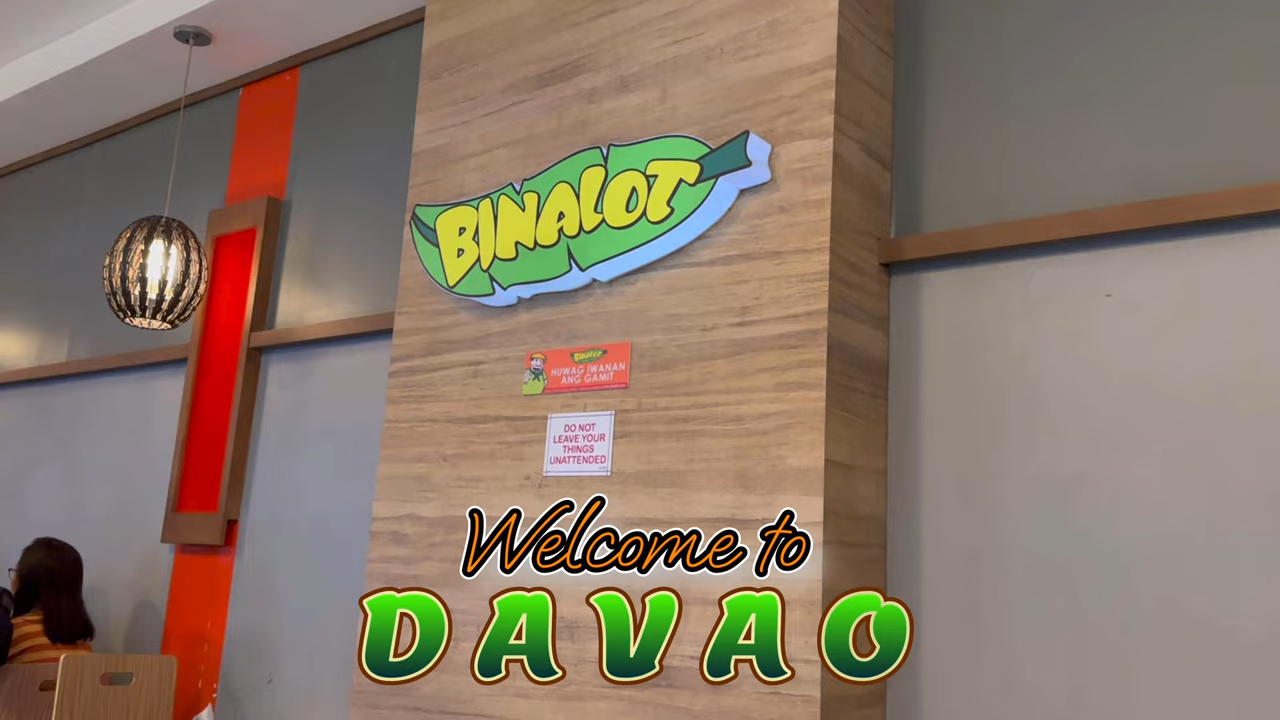 BINALOT
Binalot
HUWAG IWANAN
ANG GAMIT
DO NOT
LEAVE YOUR
THINGS
UNATTENDED
Welcome to
DAVAO